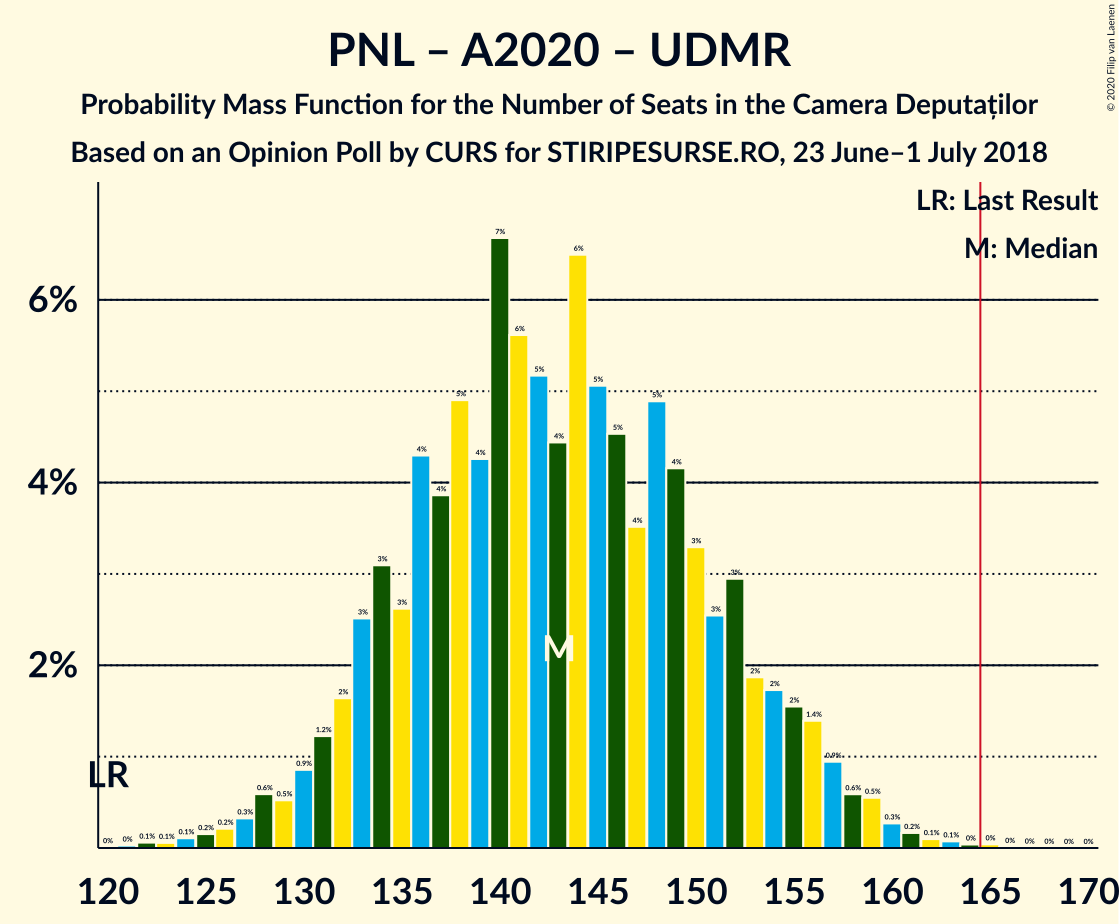 PNL – A2020 – UDMR
Probability Mass Function for the Number of Seats in the Camera Deputaților
Based on an Opinion Poll by CURS for STIRIPESURSE.RO, 23 June–1 July 2018
© 2020 Filip van Laenen
LR: Last Result
M: Median
6%
4%
2%
0% 0% 0.1% 0.1% 0.1% 0.2% 0.2% 0.3% 0.6% 0.5% 0.9% 1.2% 2% 3% 3% 3% 4% 4% 5% 4% 7% 6% 5% 4% 6% 5% 5% 4% 5% 4% 3% 3% 3% 2% 2% 2% 1.4% 0.9% 0.6% 0.5% 0.3% 0.2% 0.1% 0.1% 0% 0% 0% 0% 0% 0% 0%
M
LR
120 125 130 135 140 145 150 155 160 165 170